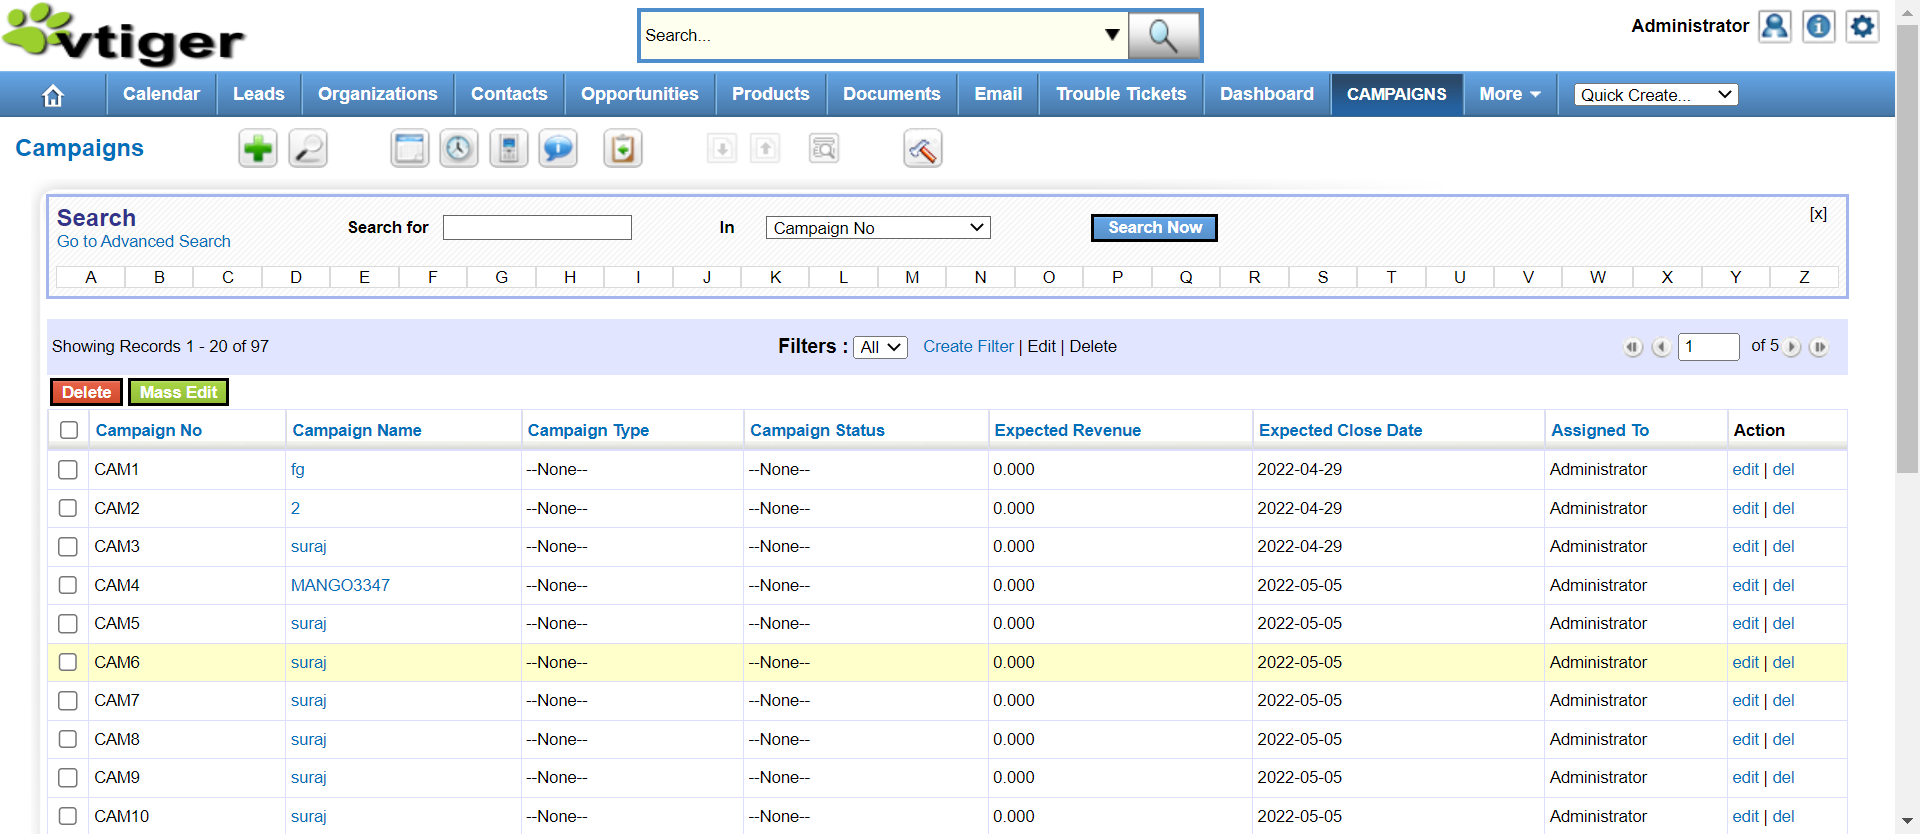 vtiger
Search...
Administrator
Calendar Leads Organizations Contacts Opportunities Products Documents Email Trouble Tickets Dashboard CAMPAIGNS More Quick Create...
Campaigns
Search
Go to Advanced Search
Search for In Campaign No Search Now [x]
A B C D E F G H I J K L M N O P Q R S T U V W X Y Z
Showing Records 1 - 20 of 97 Filters : All Create Filter | Edit | Delete 1 of 5
Delete Mass Edit
Campaign No Campaign Name Campaign Type Campaign Status Expected Revenue Expected Close Date Assigned To Action
CAM1 fg --None-- --None-- 0.000 2022-04-29 Administrator edit | del
CAM2 2 --None-- --None-- 0.000 2022-04-29 Administrator edit | del
CAM3 suraj --None-- --None-- 0.000 2022-04-29 Administrator edit | del
CAM4 MANGO3347 --None-- --None-- 0.000 2022-05-05 Administrator edit | del
CAM5 suraj --None-- --None-- 0.000 2022-05-05 Administrator edit | del
CAM6 suraj --None-- --None-- 0.000 2022-05-05 Administrator edit | del
CAM7 suraj --None-- --None-- 0.000 2022-05-05 Administrator edit | del
CAM8 suraj --None-- --None-- 0.000 2022-05-05 Administrator edit | del
CAM9 suraj --None-- --None-- 0.000 2022-05-05 Administrator edit | del
CAM10 suraj --None-- --None-- 0.000 2022-05-05 Administrator edit | del